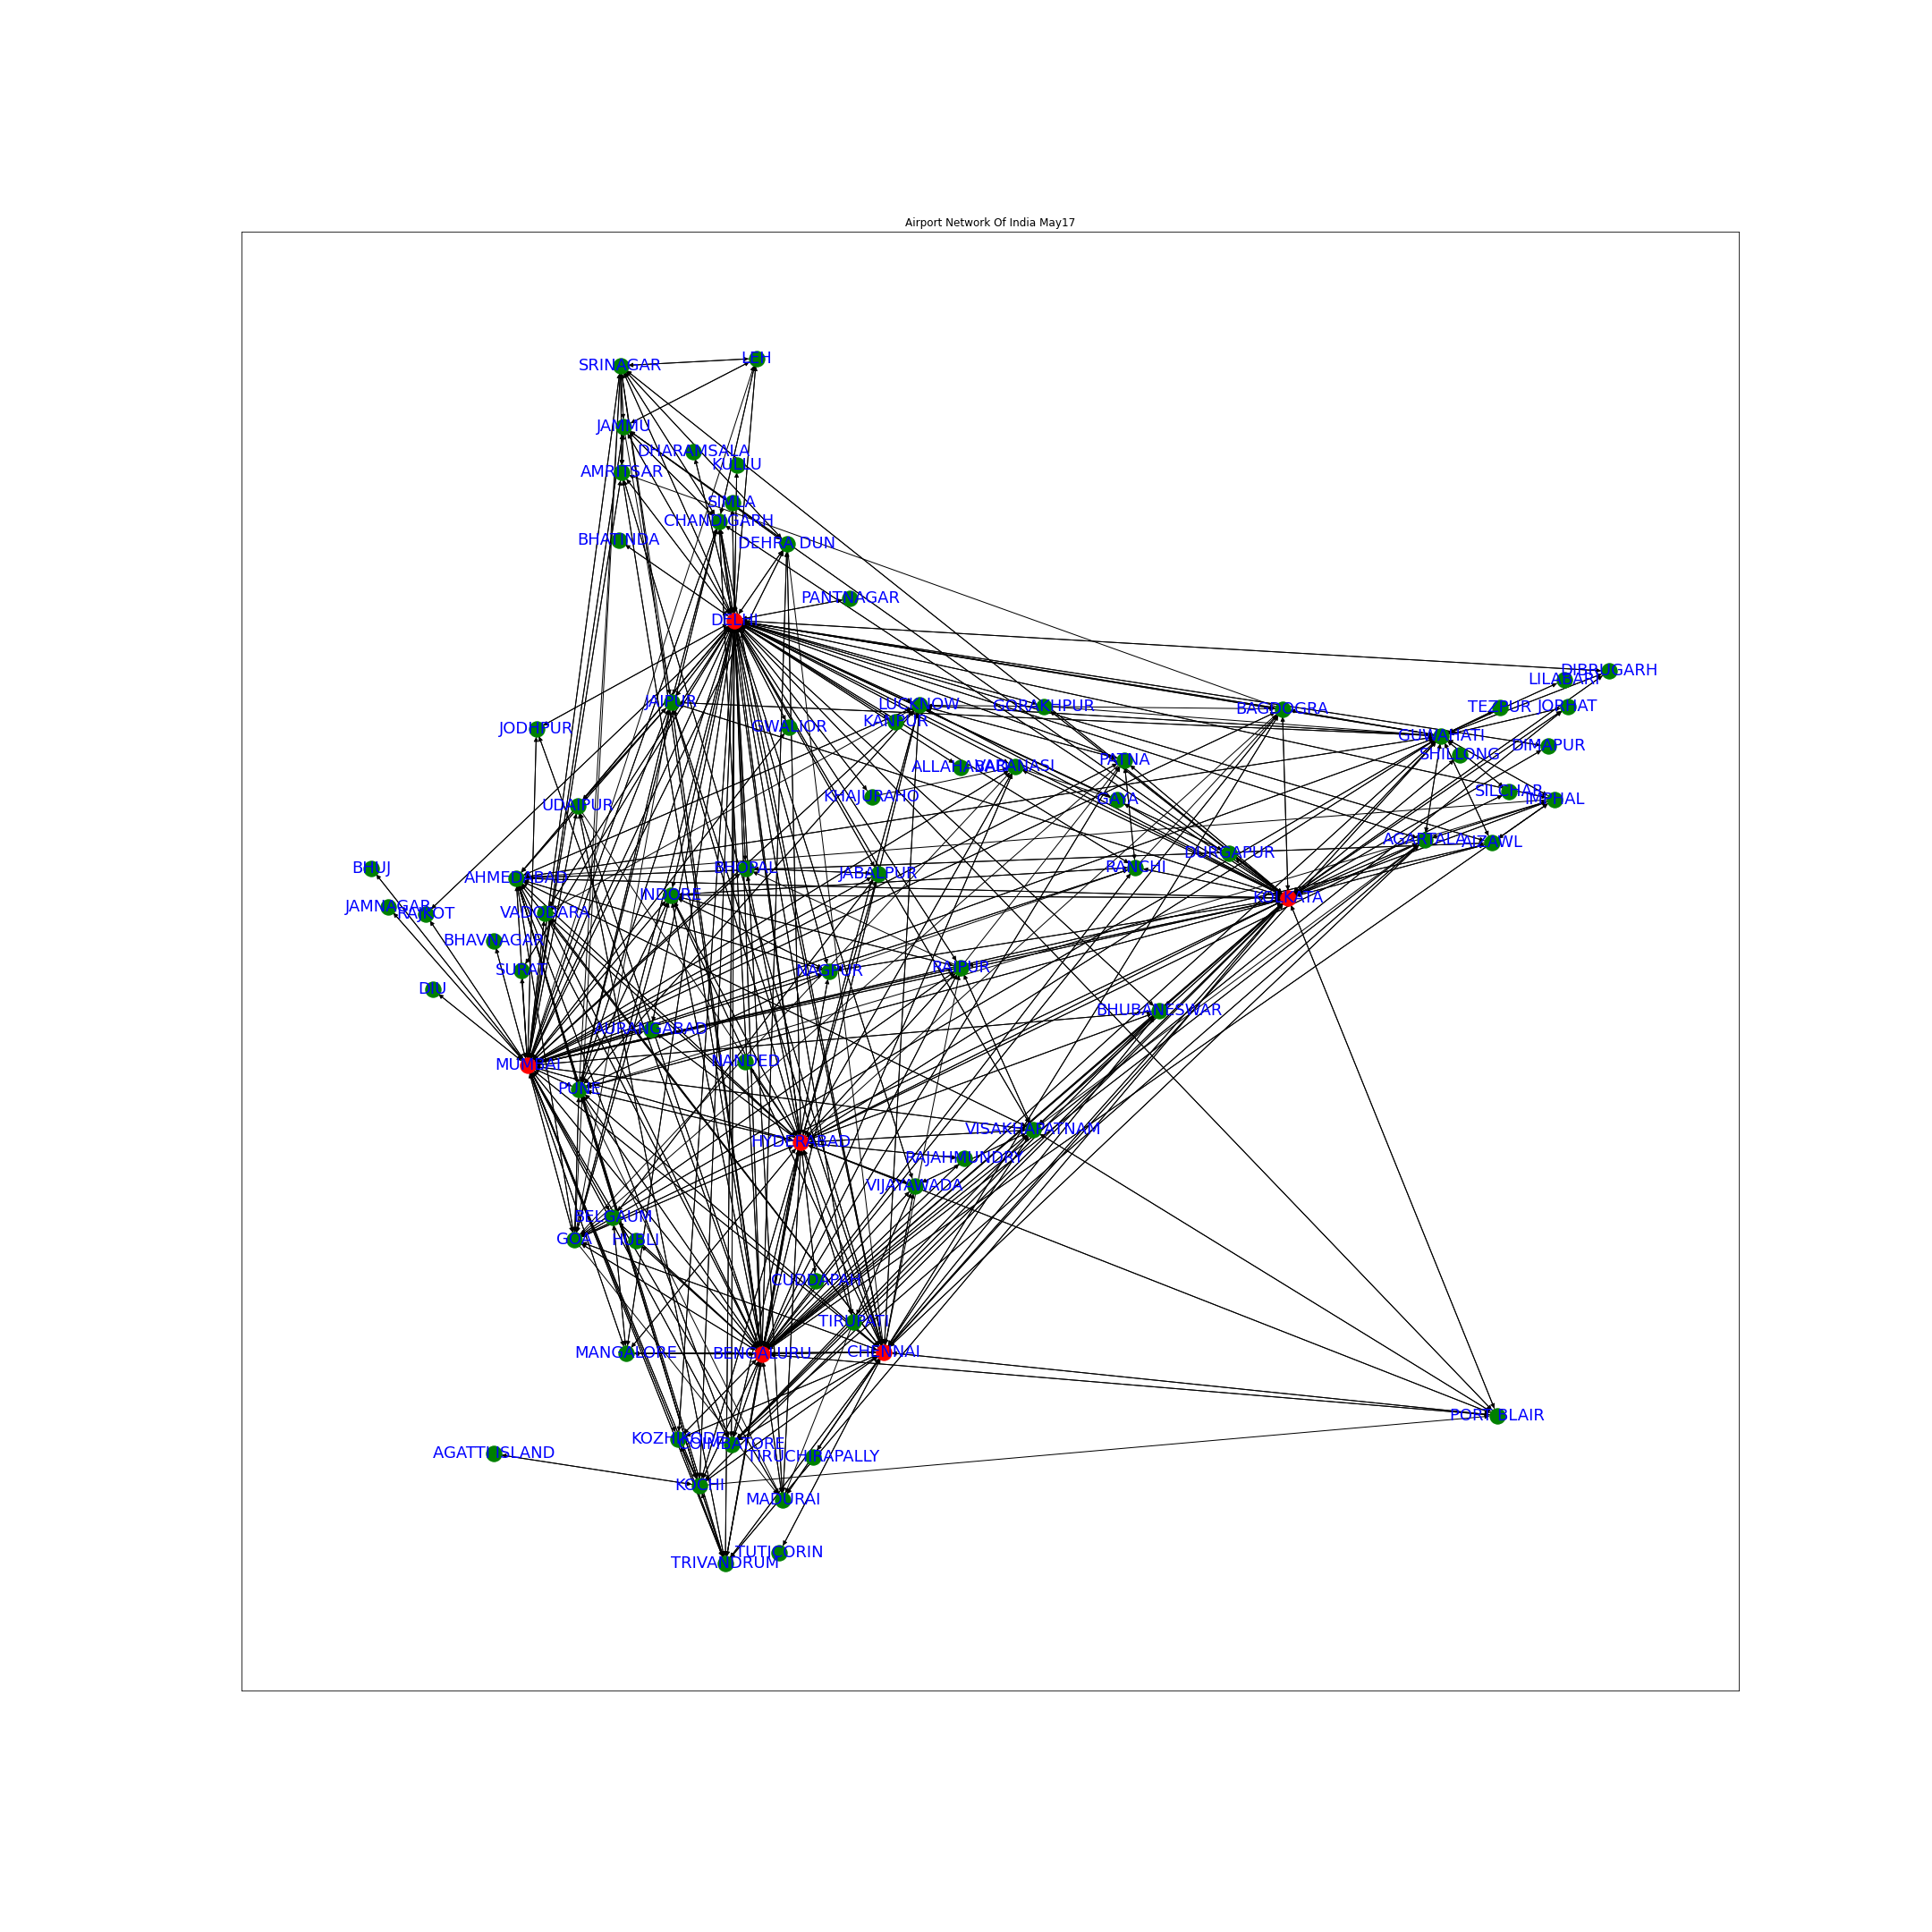 Airport Network Of India May17
LEH
SRINAGAR
JAMMU
DHARAMSALA
KULLU
AMRITSAR
SIMLA
CHANDIGARH
BHATINDA
DEHRA DUN
PANTNAGAR
DELHI
DIBRUGARH
LILABARI
JAIPUR
LUCKNOW
GORAKHPUR
BAGDOGRA
TEZPUR
JORHAT
KANPUR
JODHPUR
GWALIOR
GUWAHATI
DIMAPUR
SHILLONG
PATNA
ALLAHABAD
VARANASI
KHAJURAHO
GAYA
SILCHAR
IMPHAL
UDAIPUR
AGARTALA
AIZAWL
DURGAPUR
BHUJ
BHOPAL
RANCHI
JABALPUR
AHMEDABAD
INDORE
KOLKATA
JAMNAGAR
RAJKOT
VADODARA
BHAVNAGAR
SURAT
NAGPUR
RAIPUR
DIU
BHUBANESWAR
AURANGABAD
NANDED
MUMBAI
PUNE
VISAKHAPATNAM
HYDERABAD
RAJAHMUNDRY
VIJAYAWADA
BELGAUM
GOA
HUBLI
CUDDAPAH
TIRUPATI
MANGALORE
BENGALURU
CHENNAI
PORT BLAIR
KOZHIKODE
COIMBATORE
AGATTI ISLAND
TIRUCHIRAPALLY
KOCHI
MADURAI
TUTICORIN
TRIVANDRUM